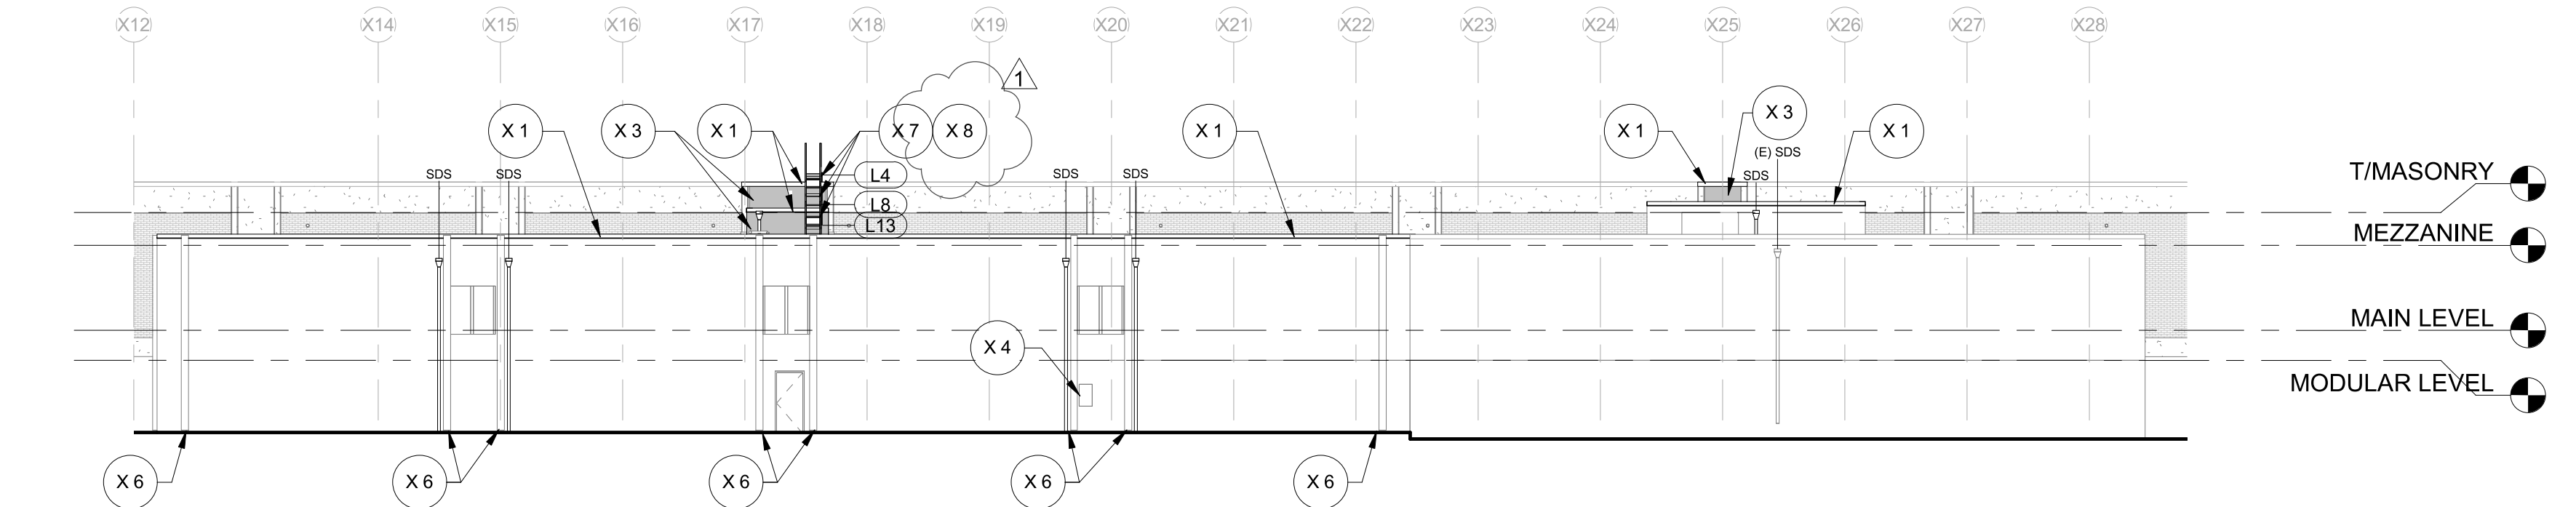 X12 X14 X15 X16 X17 X18 X19 X20 X21 X22 X23 X24 X25 X26 X27 X28
1
X 1 X 3 X 1 X 7 X 8 X 1 X 1 X 3 X 1
(E) SDS
SDS SDS SDS SDS SDS
L4
L8
L13
T/MASONRY
MEZZANINE
MAIN LEVEL
X 4
MODULAR LEVEL
X 6 X 6 X 6 X 6 X 6